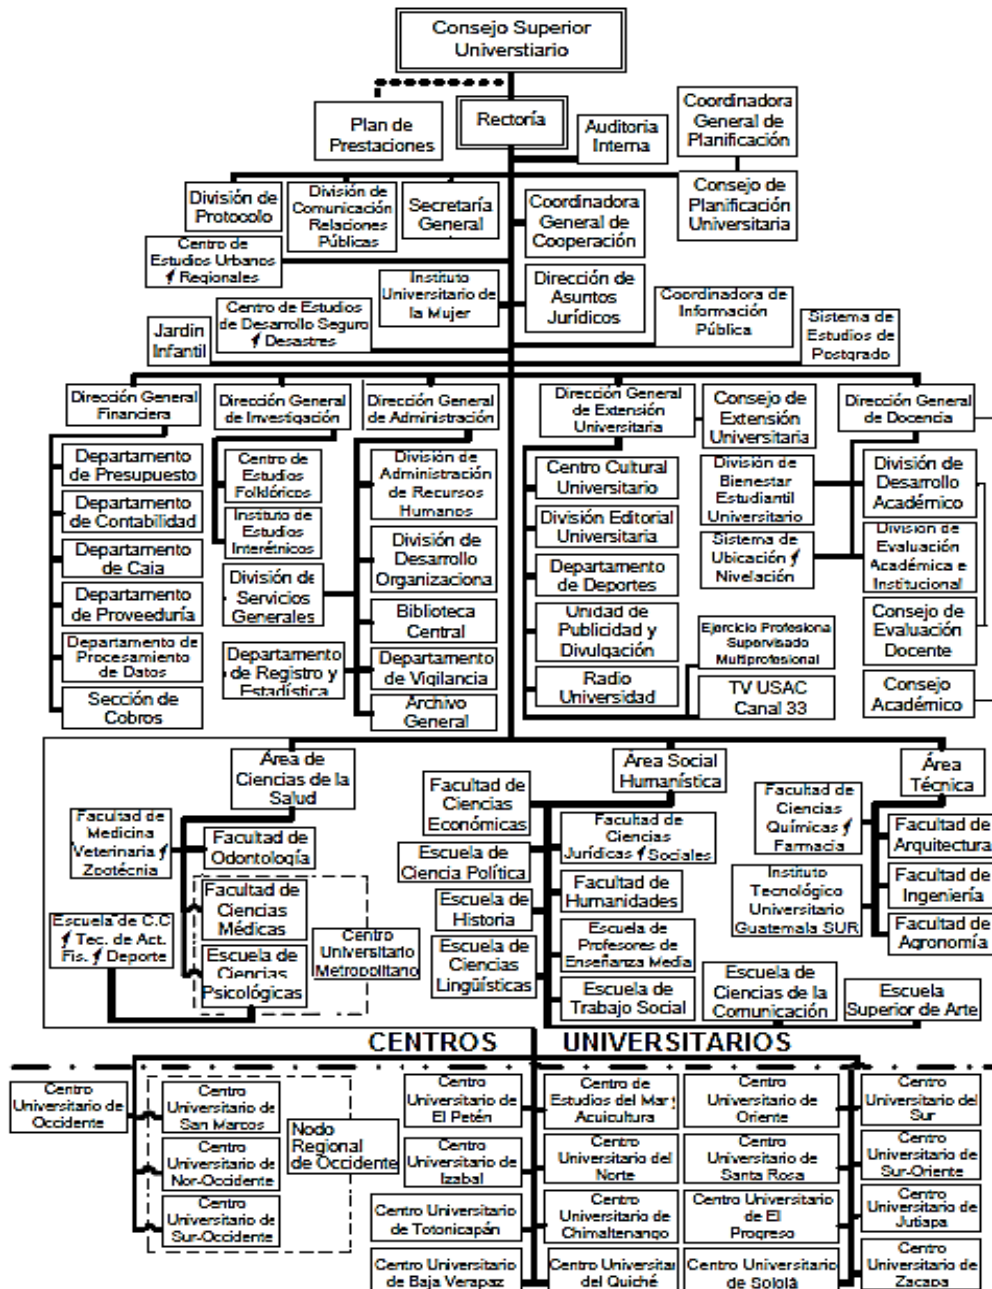 Consejo Superior
Universtiario
Plan de
Prestaciones
Rectoría
Auditoria
Interna
Coordinadora
General de
Planificación
División de
Protocolo
División de
Comunicación
Relaciones
Públicas
Secretaría
General
Coordinadora
General de
Cooperación
Consejo de
Planificación
Universitaria
Centro de
Estudios Urbanos
y Regionales
Instituto
Universitario de
la Mujer
Dirección de
Asuntos
Jurídicos
Centro de Estudios
de Desarrollo Seguro
y Desastres
Coordinadora de
Información
Pública
Jardin
Infantil
Sistema de
Estudios de
Postgrado
Dirección General
Financiera
Dirección General
de Investigación
Dirección General
de Administración
Dirección General
de Extensión
Universitaria
Consejo de
Extensión
Universitaria
Dirección General
de Docencia
Departamento
de Presupuesto
Departamento
de Contabilidad
Departamento
de Caia
Departamento
de Proveeduría
Departamento de
Procesamiento
de Datos
Sección de
Cobros
Centro de
Estudios
Folklóricos
Instituto de
Estudios
Interétnicos
División de
Servicios
Generales
Departamento
de Registro y
Estadística
División de
Administración
de Recursos
Humanos
División de
Desarrollo
Organizaciona
Biblioteca
Central
Departamento
de Vigilancia
Archivo
General
Centro Cultural
Universitario
División Editorial
Universitaria
Departamento
de Deportes
Unidad de
Publicidad y
Divulgación
Radio
Universidad
División de
Bienestar
Estudiantil
Universitario
Sistema de
Ubicación y
Nivelación
Ejercicio Profesiona
Supervisado
Multiprofesional
TV USAC
Canal 33
División de
Desarrollo
Académico
División de
Evaluación
Académica e
Institucional
Consejo de
Evaluación
Docente
Consejo
Académico
Área de
Ciencias de la
Salud
Área Social
Humanística
Área
Técnica
Facultad de
Medicina
Veterinaria y
Zootécnia
Facultad de
Odontología
Facultad de
Ciencias
Médicas
Escuela de C.C
y Tec. de Act.
Fis. y Deporte
Escuela de
Ciencias
Psicológicas
Centro
Universitario
Metropolitano
Facultad de
Ciencias
Económicas
Escuela de
Ciencia Política
Escuela de
Historia
Escuela de
Ciencias
Lingüísticas
Facultad de
Ciencias
Jurídicas y Sociales
Facultad de
Humanidades
Escuela de
Profesores de
Enseñanza Media
Escuela de
Trabajo Social
Escuela de
Ciencias de la
Comunicación
Escuela
Superior de Arte
Facultad de
Ciencias
Químicas y
Farmacia
Instituto
Tecnológico
Universitario
Guatemala SUR
Facultad de
Arquitectura
Facultad de
Ingeniería
Facultad de
Agronomía
CENTROS UNIVERSITARIOS
Centro
Universitario de
Occidente
Centro
Universitario de
San Marcos
Centro
Universitario de
Nor-Occidente
Centro
Universitario de
Sur-Occidente
Nodo
Regional
de Occidente
Centro
Universitario de
El Petén
Centro
Universitario de
Izabal
Centro Universitario
de Totonicapán
Centro Universitario
de Baja Verapaz
Centro de
Estudios del Mar y
Acuicultura
Centro
Universitario del
Norte
Centro
Universitario de
Chimaltenango
Centro Universitar
del Quiché
Centro
Universitario de
Oriente
Centro
Universitario de
Santa Rosa
Centro Universitario
de El
Progreso
Centro Universitario
de Sololá
Centro
Universitario del
Sur
Centro
Universitario de
Sur-Oriente
Centro
Universitario de
Jutiapa
Centro
Universitario de
Zacapa